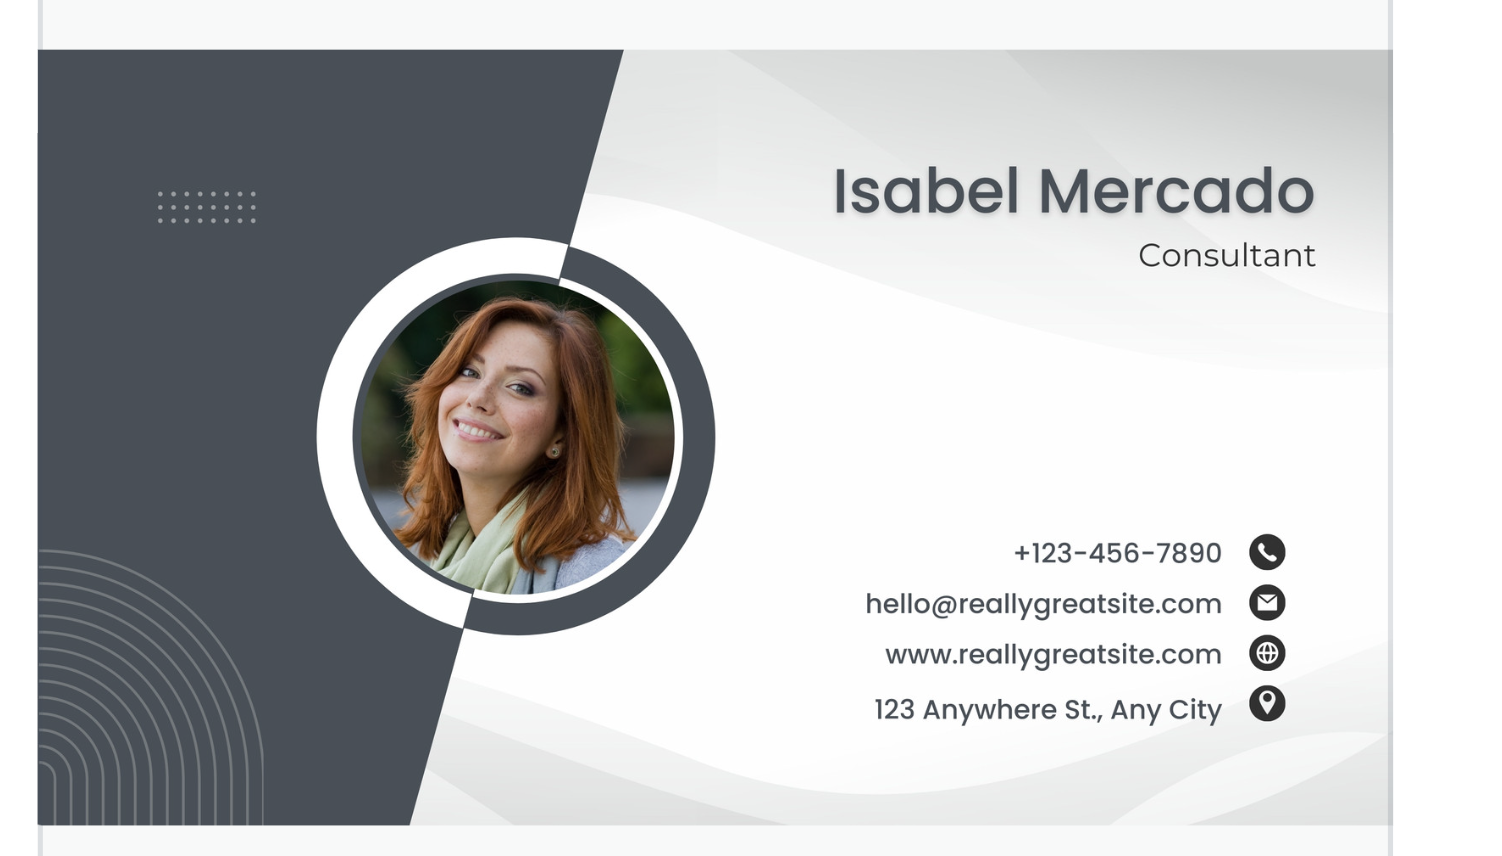 Isabel Mercado
Consultant
+123-456-7890
hello@reallygreatsite.com
www.reallygreatsite.com
123 Anywhere St., Any City